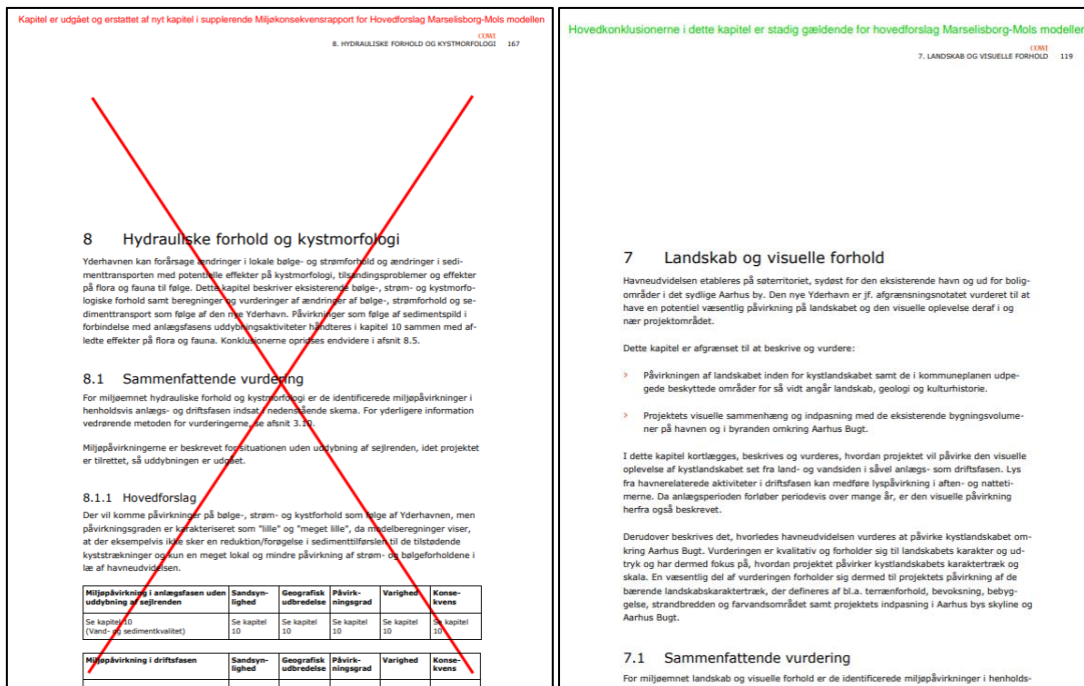 Kapitel er udgået og erstattet af nyt kapitel i supplerende Miljøkonsekvensrapport for Hovedforslag Marselisborg-Mols modellen
COWI
8. HYDRAULISKE FORHOLD OG KYSTMORFOLOGI 167
8 Hydrauliske forhold og kystmorfologi
Yderhavnen kan forårsage ændringer i lokale bølge- og strømforhold og ændringer i sedi-
menttransporten med potentielle effekter på kystmorfologi, tilsandingsproblemer og effekter
på flora og fauna til følge. Dette kapitel beskriver eksisterende bølge-, strøm- og kystmorfo-
logiske forhold samt beregninger og vurderinger af ændringer af bølge-, strømforhold og se-
dimenttransport som følge af den nye Yderhavn. Påvirkninger som følge af sedimentspild i
forbindelse med anlægsfasens uddybningsaktiviteter håndteres i kapitel 10 sammen med af-
ledte effekter på flora og fauna. Konklusionerne opridses endvidere i afsnit 8.5.
8.1 Sammenfattende vurdering
For miljøemnet hydrauliske forhold og kystmorfologi er de identificerede miljøpåvirkninger i
henholdsvis anlægs- og driftsfasen indsat i nedenstående skema. For yderligere information
vedrørende metoden for vurderingerne, se afsnit 3.10.
Miljøpåvirkningerne er beskrevet for situationen uden uddybning af sejlrenden, idet projektet
er tilrettet, så uddybningen er udgået.
8.1.1 Hovedforslag
Der vil komme påvirkninger på bølge-, strøm- og kystforhold som følge af Yderhavnen, men
påvirkningsgraden er karakteriseret som "lille" og "meget lille", da modelberegninger viser,
at der eksempelvis ikke sker en reduktion/forøgelse i sedimenttilførslen til de tilstødende
kyststrækninger og kun en meget lokal og mindre påvirkning af strøm- og bølgeforholdene i
læ af havneudvidelsen.
Miljøpåvirkning i anlægsfasen uden uddybning af sejlrenden Sandsyn-lighed Geografisk udbredelse Påvirk-ningsgrad Varighed Konse-kvens
Se kapitel 10 (Vand- og sedimentkvalitet) Se kapitel 10 Se kapitel 10 Se kapitel 10 Se kapitel 10 Se kapitel 10
Miljøpåvirkning i driftsfasen Sandsyn-lighed Geografisk udbredelse Påvirk-ningsgrad Varighed Konse-kvens
Hovedkonklusionerne i dette kapitel er stadig gældende for hovedforslag Marselisborg-Mols modellen
COWI
7. LANDSKAB OG VISUELLE FORHOLD 119
7 Landskab og visuelle forhold
Havneudvidelsen etableres på søterritoriet, sydøst for den eksisterende havn og ud for bolig-
områder i det sydlige Aarhus by. Den nye Yderhavn er jf. afgrænsningsnotatet vurderet til at
have en potentiel væsentlig påvirkning på landskabet og den visuelle oplevelse deraf i og
nær projektområdet.
Dette kapitel er afgrænset til at beskrive og vurdere:
> Påvirkningen af landskabet inden for kystlandskabet samt de i kommuneplanen udpe-
gede beskyttede områder for så vidt angår landskab, geologi og kulturhistorie.
> Projektets visuelle sammenhæng og indpasning med de eksisterende bygningsvolume-
ner på havnen og i byranden omkring Aarhus Bugt.
I dette kapitel kortlægges, beskrives og vurderes, hvordan projektet vil påvirke den visuelle
oplevelse af kystlandskabet set fra land- og vandsiden i såvel anlægs- som driftsfasen. Lys
fra havnerelaterede aktiviteter i driftsfasen kan medføre lyspåvirkning i aften- og natteti-
merne. Da anlægsperioden forløber periodevis over mange år, er den visuelle påvirkning
herfra også beskrevet.
Derudover beskrives det, hvorledes havneudvidelsen vurderes at påvirke kystlandskabet om-
kring Aarhus Bugt. Vurderingen er kvalitativ og forholder sig til landskabets karakter og ud-
tryk og har dermed fokus på, hvordan projektet påvirker kystlandskabets karaktertræk og
skala. En væsentlig del af vurderingen forholder sig dermed til projektets påvirkning af de
bærende landskabskaraktertræk, der defineres af bl.a. terrænforhold, bevoksning, bebyg-
gelse, strandbredden og farvandsområdet samt projektets indpasning i Aarhus bys skyline og
Aarhus Bugt.
7.1 Sammenfattende vurdering
For miljøemnet landskab og visuelle forhold er de identificerede miljøpåvirkninger i henholds-